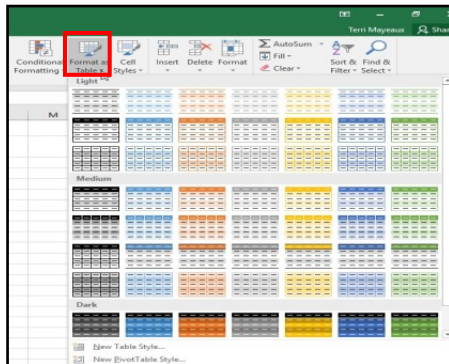 Terri Mayeaux Shar
AutoSum
Fill
Clear
Conditional Formatting
Format as Table
Cell Styles
Insert Delete Format
Sort & Filter
Find & Select
Light
M
Medium
Dark
New Table Style...
New PivotTable Style...